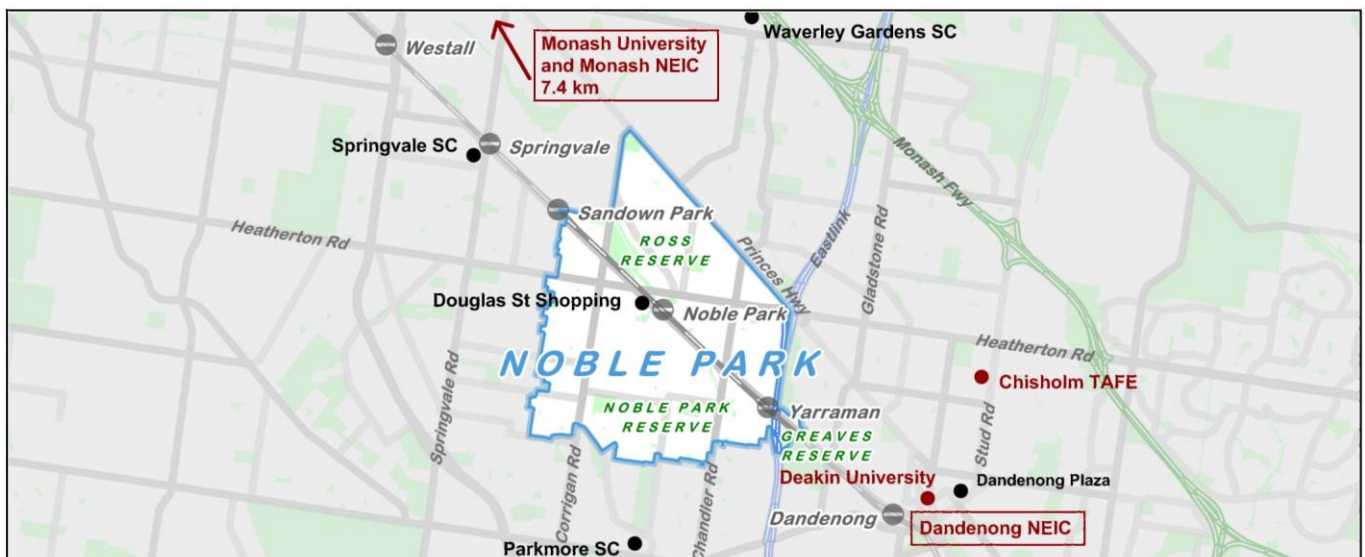 Westall
Monash University
and Monash NEIC
7.4 km
Waverley Gardens SC
Springvale SC
Springvale
Monash Fwy
Sandown Park
Heatherton Rd
ROSS
RESERVE
Princes Hwy
Eastlink
Gladstone Rd
Douglas St Shopping
Noble Park
Heatherton Rd
NOBLE PARK
Chisholm TAFE
Springvale Rd
NOBLE PARK
RESERVE
Yarraman
GREAVES
RESERVE
Stud Rd
Corrigan Rd
Chandler Rd
Deakin University
Dandenong Plaza
Dandenong
Dandenong NEIC
Parkmore SC